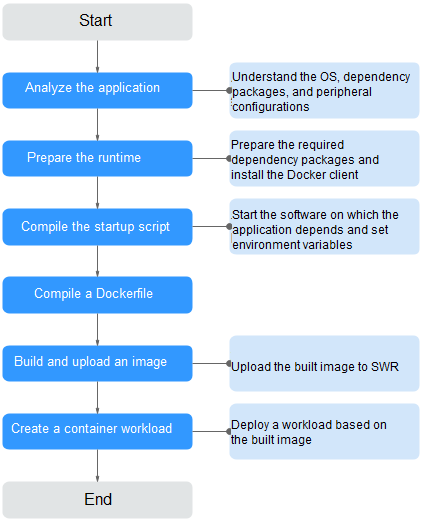 Start
Analyze the application
Understand the OS, dependency
packages, and peripheral
configurations
Prepare the runtime
Prepare the required
dependency packages and
install the Docker client
Compile the startup script
Start the software on which the
application depends and set
environment variables
Compile a Dockerfile
Build and upload an image
Upload the built image to SWR
Create a container workload
Deploy a workload based on
the built image
End